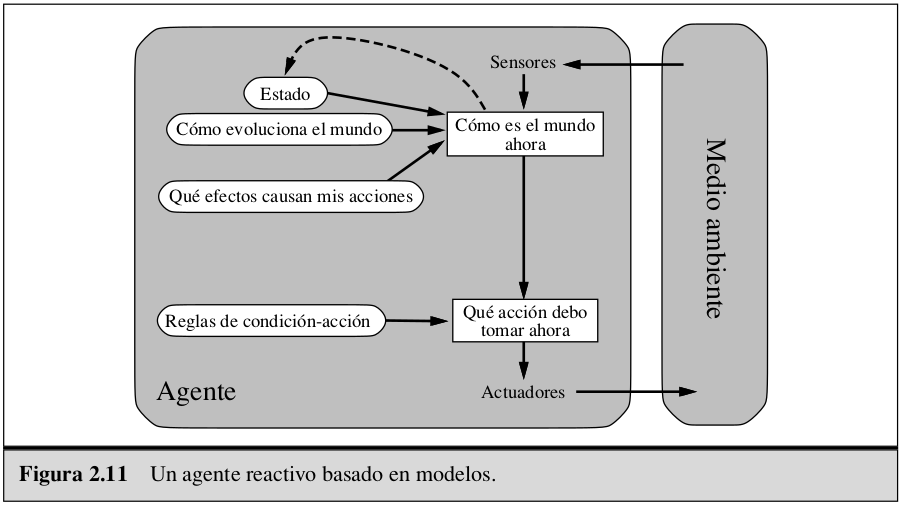 Sensores
Estado
Cómo evoluciona el mundo
Cómo es el mundo
ahora
Qué efectos causan mis acciones
Medio ambiente
Reglas de condición-acción
Qué acción debo
tomar ahora
Agente
Actuadores
Figura 2.11 Un agente reactivo basado en modelos.